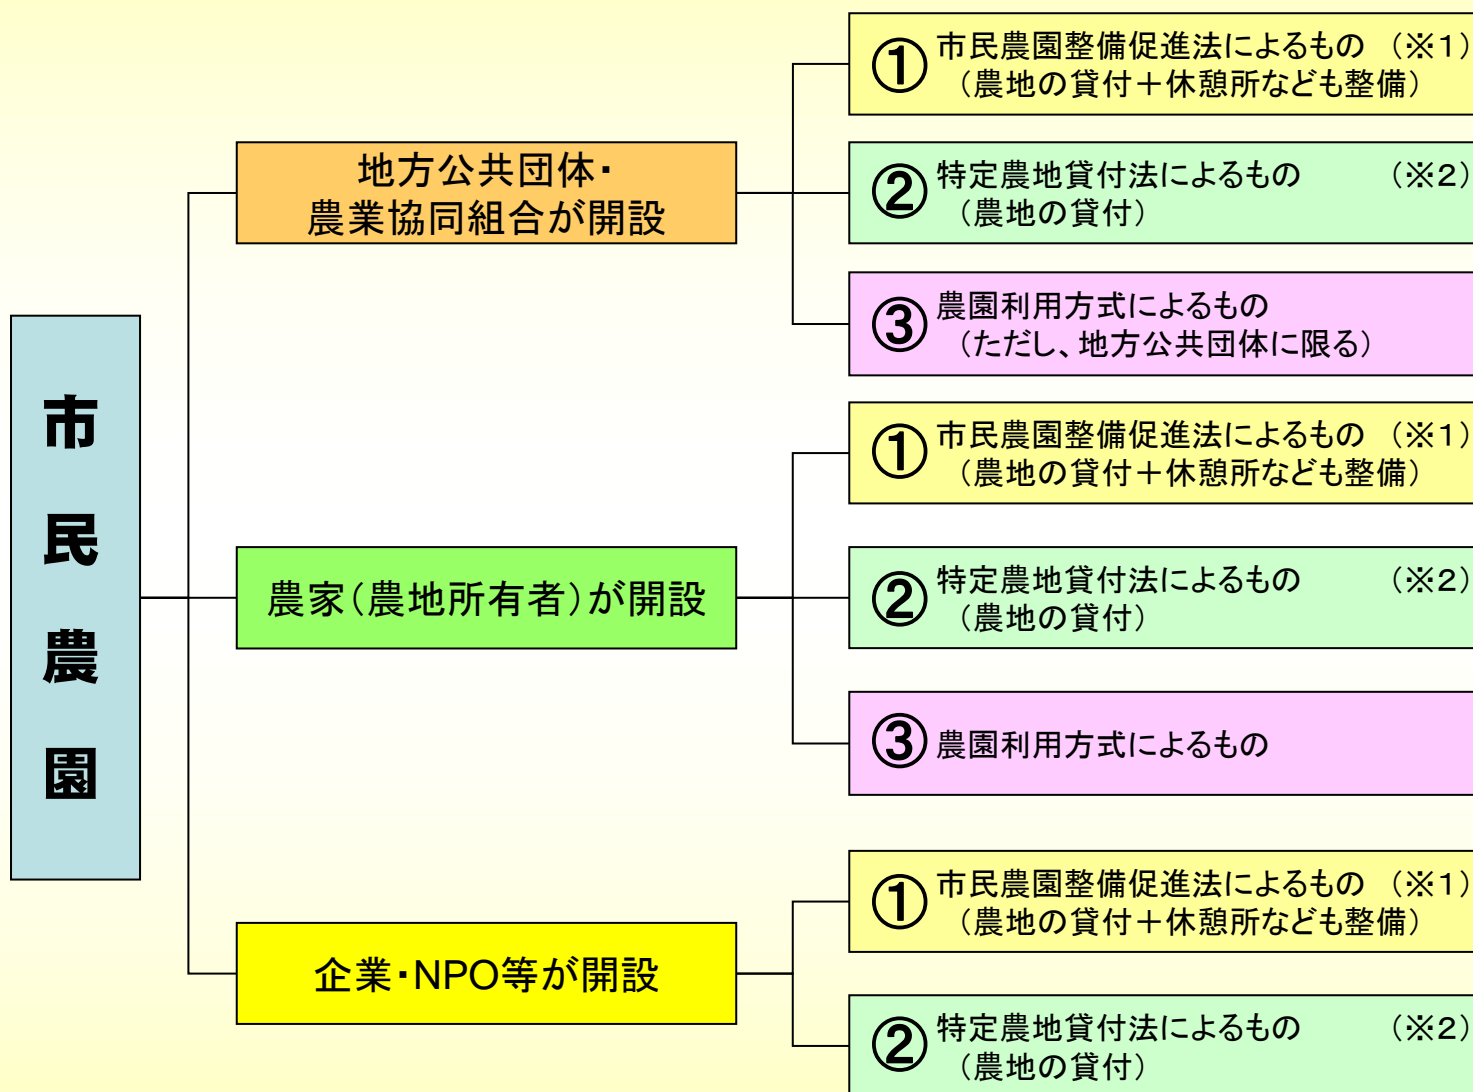 市民農園
地方公共団体・
農業協同組合が開設
①市民農園整備促進法によるもの （※1）
（農地の貸付＋休憩所なども整備）
②特定農地貸付法によるもの （※2）
（農地の貸付）
③農園利用方式によるもの
（ただし、地方公共団体に限る）
農家（農地所有者）が開設
①市民農園整備促進法によるもの （※1）
（農地の貸付＋休憩所なども整備）
②特定農地貸付法によるもの （※2）
（農地の貸付）
③農園利用方式によるもの
企業・NPO等が開設
①市民農園整備促進法によるもの （※1）
（農地の貸付＋休憩所なども整備）
②特定農地貸付法によるもの （※2）
（農地の貸付）